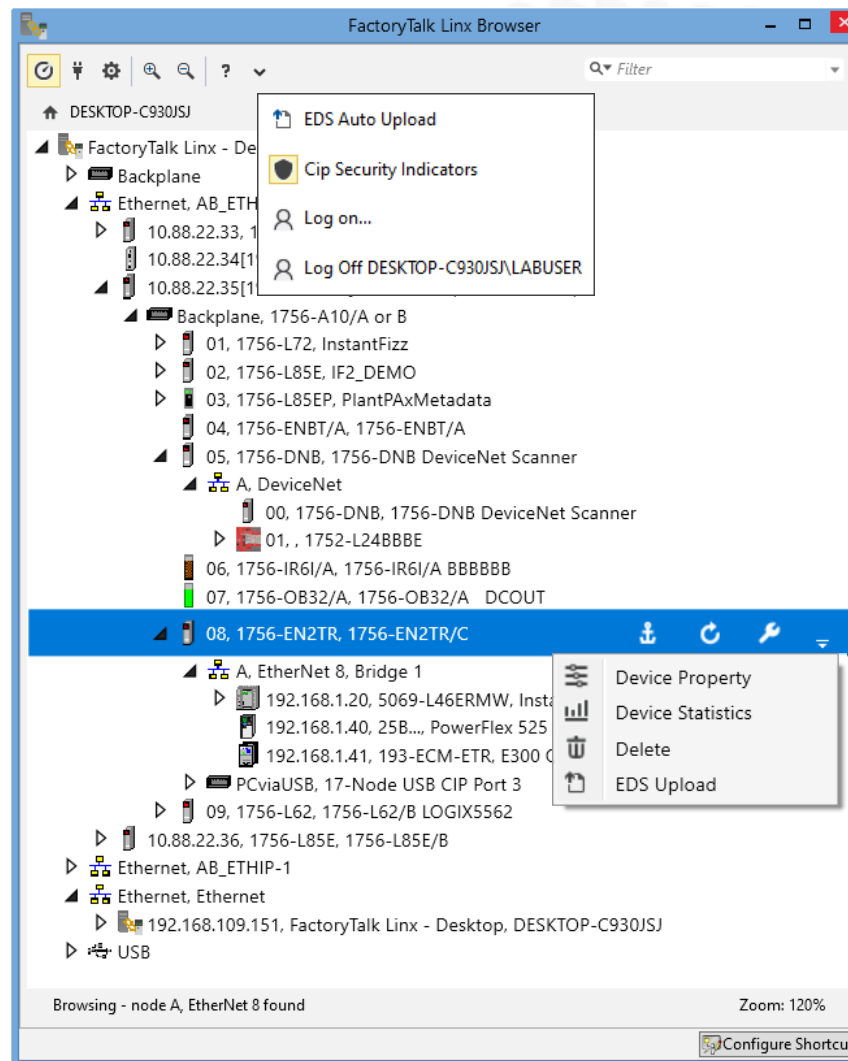 FactoryTalk Linx Browser
?
Filter
DESKTOP-C930JSJ
EDS Auto Upload
Cip Security Indicators
Log on...
Log Off DESKTOP-C930JSJ\LABUSER
FactoryTalk Linx - De
Backplane
Ethernet, AB_ETH
10.88.22.33, 1
10.88.22.34[1
10.88.22.35[1
Backplane, 1756-A10/A or B
01, 1756-L72, InstantFizz
02, 1756-L85E, IF2_DEMO
03, 1756-L85EP, PlantPAxMetadata
04, 1756-ENBT/A, 1756-ENBT/A
05, 1756-DNB, 1756-DNB DeviceNet Scanner
A, DeviceNet
00, 1756-DNB, 1756-DNB DeviceNet Scanner
01, , 1752-L24BBBE
06, 1756-IR6I/A, 1756-IR6I/A BBBBBB
07, 1756-OB32/A, 1756-OB32/A DCOUT
08, 1756-EN2TR, 1756-EN2TR/C
A, EtherNet 8, Bridge 1
192.168.1.20, 5069-L46ERMW, Insta
192.168.1.40, 25B..., PowerFlex 525
192.168.1.41, 193-ECM-ETR, E300
Device Property
Device Statistics
Delete
EDS Upload
PCviaUSB, 17-Node USB CIP Port 3
09, 1756-L62, 1756-L62/B LOGIX5562
10.88.22.36, 1756-L85E, 1756-L85E/B
Ethernet, AB_ETHIP-1
Ethernet, Ethernet
192.168.109.151, FactoryTalk Linx - Desktop, DESKTOP-C930JSJ
USB
Browsing - node A, EtherNet 8 found
Zoom: 120%
Configure Shortcu